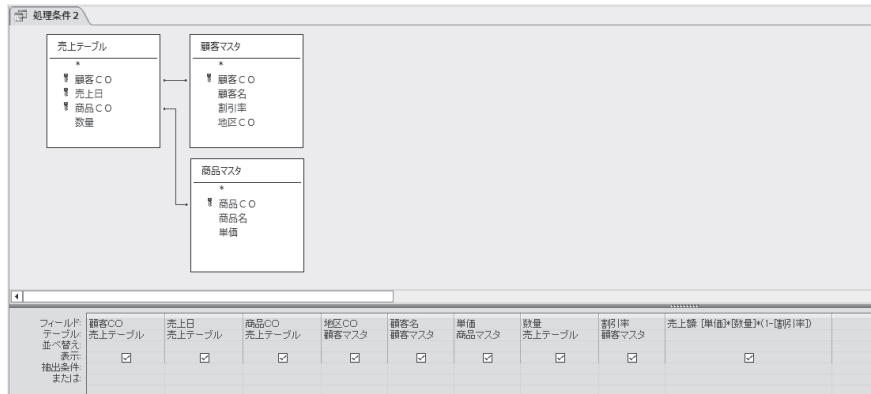 処理条件2
売上テーブル
*
顧客CO
売上日
商品CO
数量
顧客マスタ
*
顧客CO
顧客名
割引率
地区CO
商品マスタ
*
商品CO
商品名
単価
フィールド: 顧客CO 売上日 商品CO 地区CO 顧客名 単価 数量 割引率 売上額: [単価]*[数量]*(1-[割引率])
テーブル: 売上テーブル 売上テーブル 売上テーブル 顧客マスタ 顧客マスタ 商品マスタ 売上テーブル 顧客マスタ
並べ替え:
表示:
抽出条件:
または: